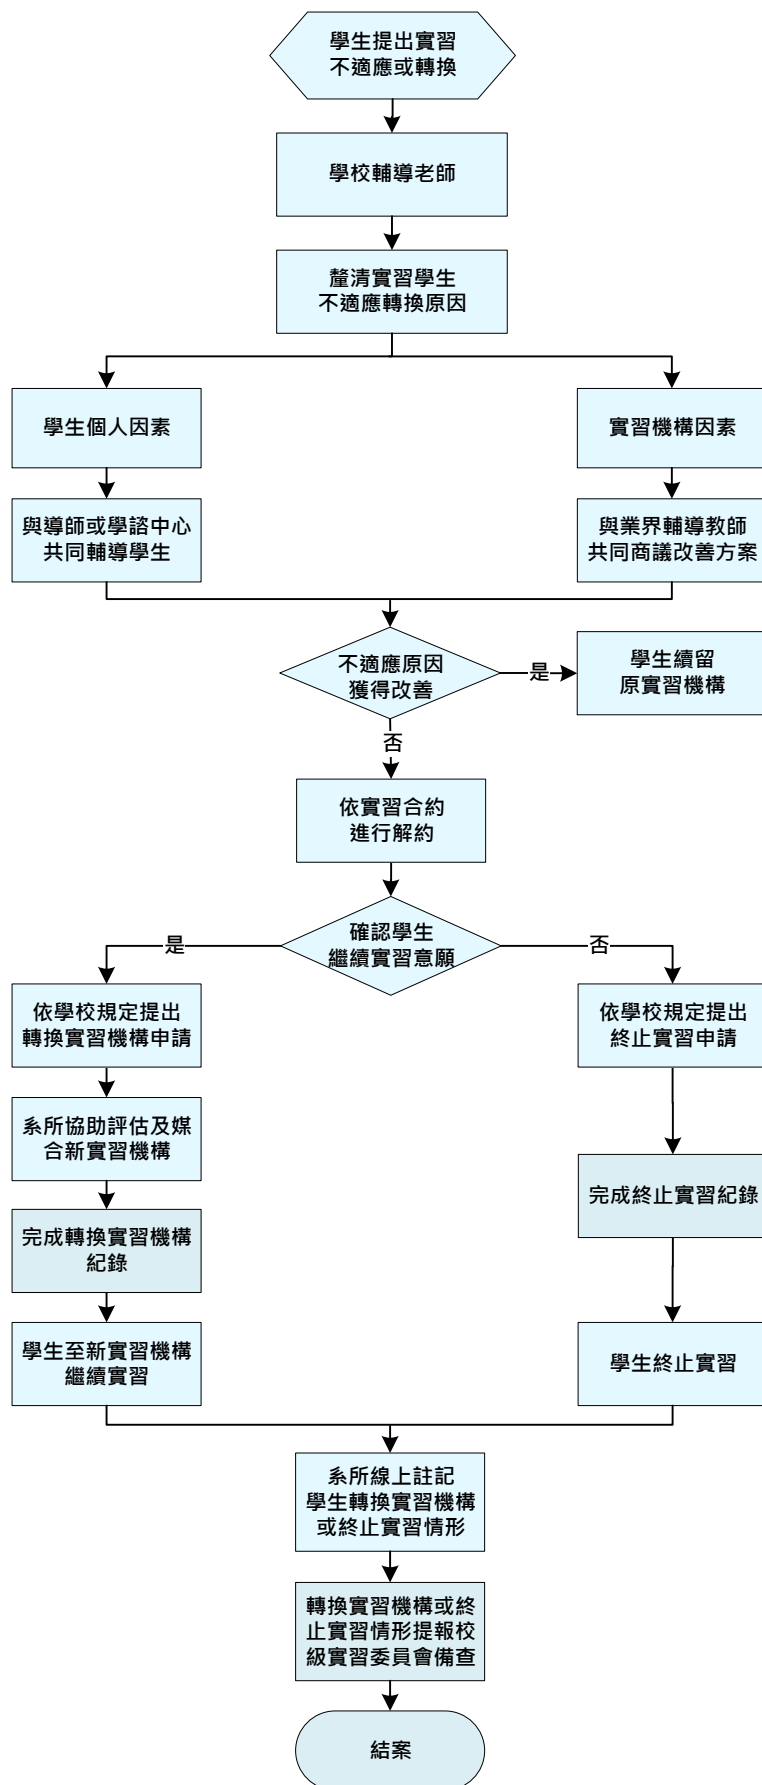 學生提出實習
不適應或轉換
學校輔導老師
釐清實習學生
不適應轉換原因
學生個人因素
實習機構因素
與導師或學諮中心
共同輔導學生
與業界輔導教師
共同商議改善方案
不適應原因
獲得改善
是
學生續留
原實習機構
否
依實習合約
進行解約
確認學生
繼續實習意願
是
否
依學校規定提出
轉換實習機構申請
依學校規定提出
終止實習申請
系所協助評估及媒
合新實習機構
完成轉換實習機構
紀錄
完成終止實習紀錄
學生至新實習機構
繼續實習
學生終止實習
系所線上註記
學生轉換實習機構
或終止實習情形
轉換實習機構或終
止實習情形提報校
級實習委員會備查
結案